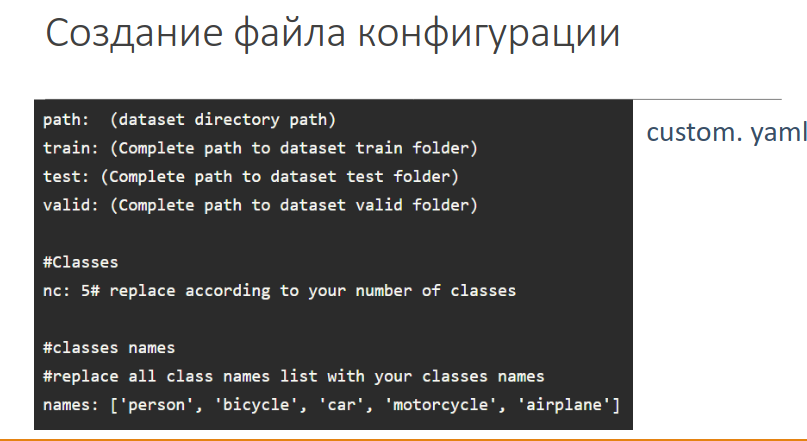 Создание файла конфигурации
path:  (dataset directory path)
train: (Complete path to dataset train folder)
test: (Complete path to dataset test folder)
valid: (Complete path to dataset valid folder)
#Classes
nc: 5# replace according to your number of classes
#classes names
#replace all class names list with your classes names
names: ['person', 'bicycle', 'car', 'motorcycle', 'airplane']
custom. yaml